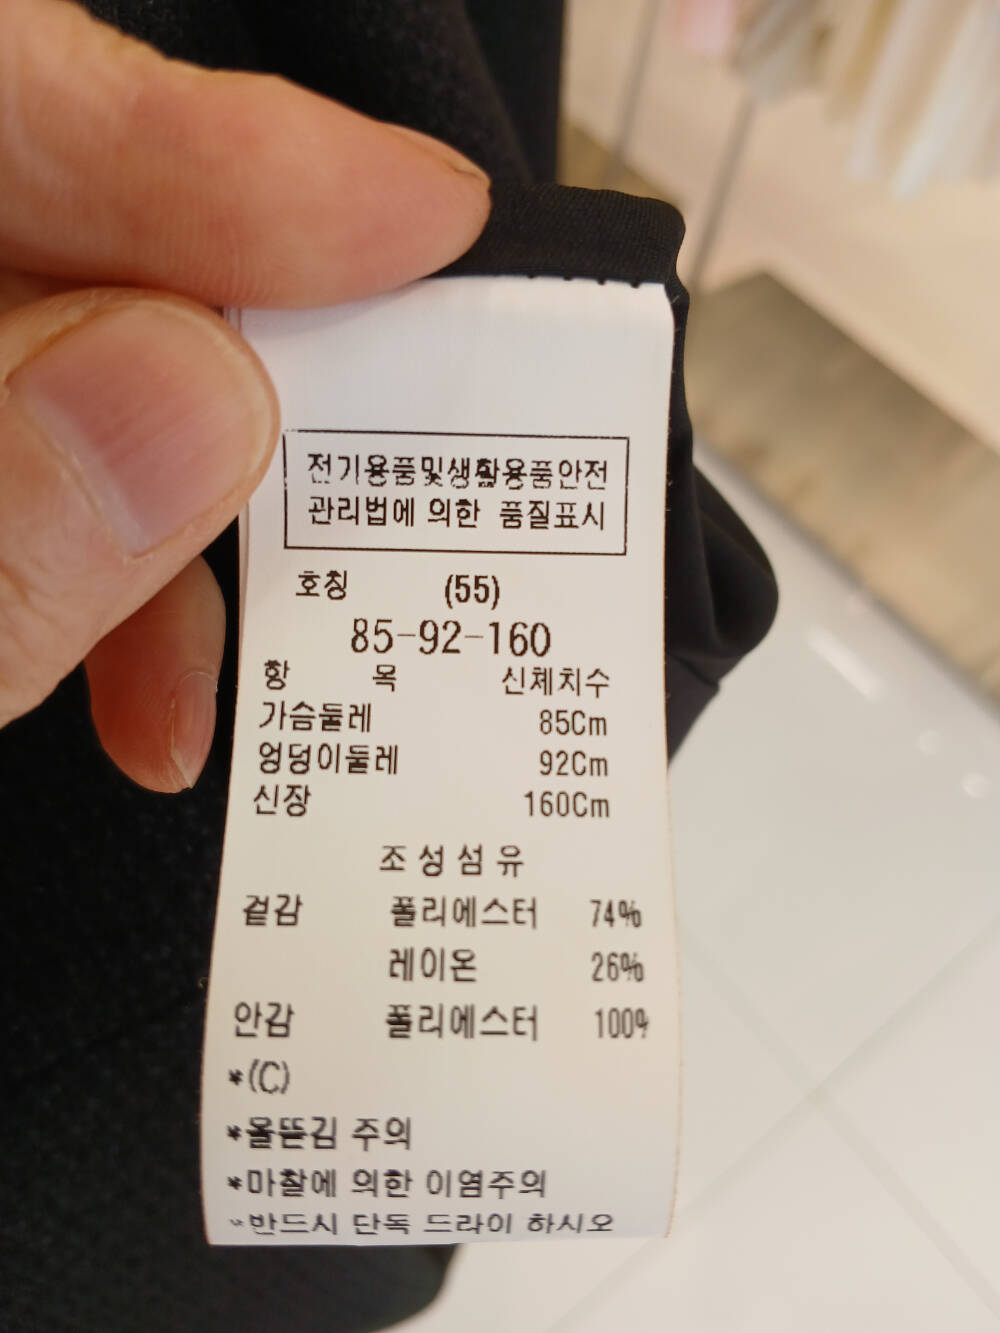 전기용품및생활용품안전
관리법에 의한 품질표시
호칭 (55)
85-92-160
항 목 신체치수
가슴둘레 85Cm
엉덩이둘레 92Cm
신장 160Cm
조성섬유
겉감 폴리에스터 74%
레이온 26%
안감 폴리에스터 100%
*(C)
*올뜯김 주의
*마찰에 의한 이염주의
*반드시 단독 드라이 하시오